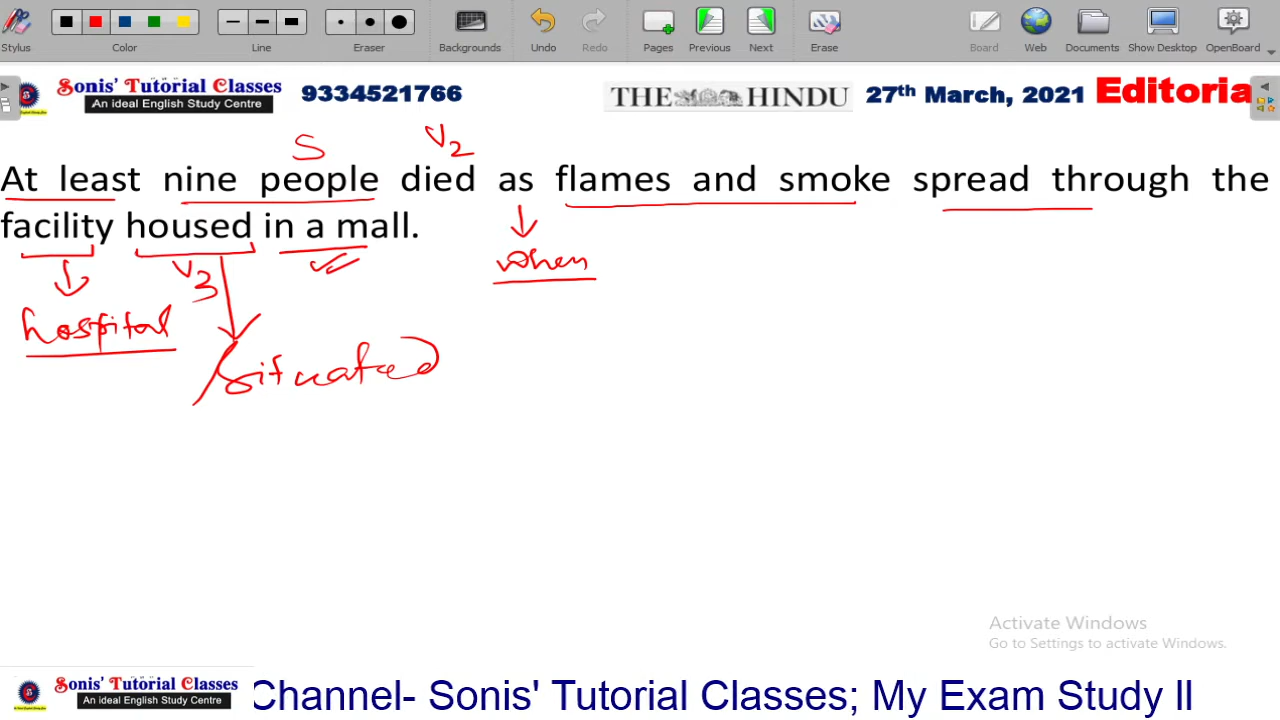 Stylus Color Line Eraser Backgrounds Undo Redo Pages Previous Next Erase Board Web Documents Show Desktop OpenBoard
Sonis' Tutorial Classes
An ideal English Study Centre
9334521766
THE HINDU
27th March, 2021
Editoria
S V2
At least nine people died as flames and smoke spread through the
facility housed in a mall.
V3
when
hospital
situated
Activate Windows
Go to Settings to activate Windows.
Sonis' Tutorial Classes
An ideal English Study Centre
Channel- Sonis' Tutorial Classes; My Exam Study ll